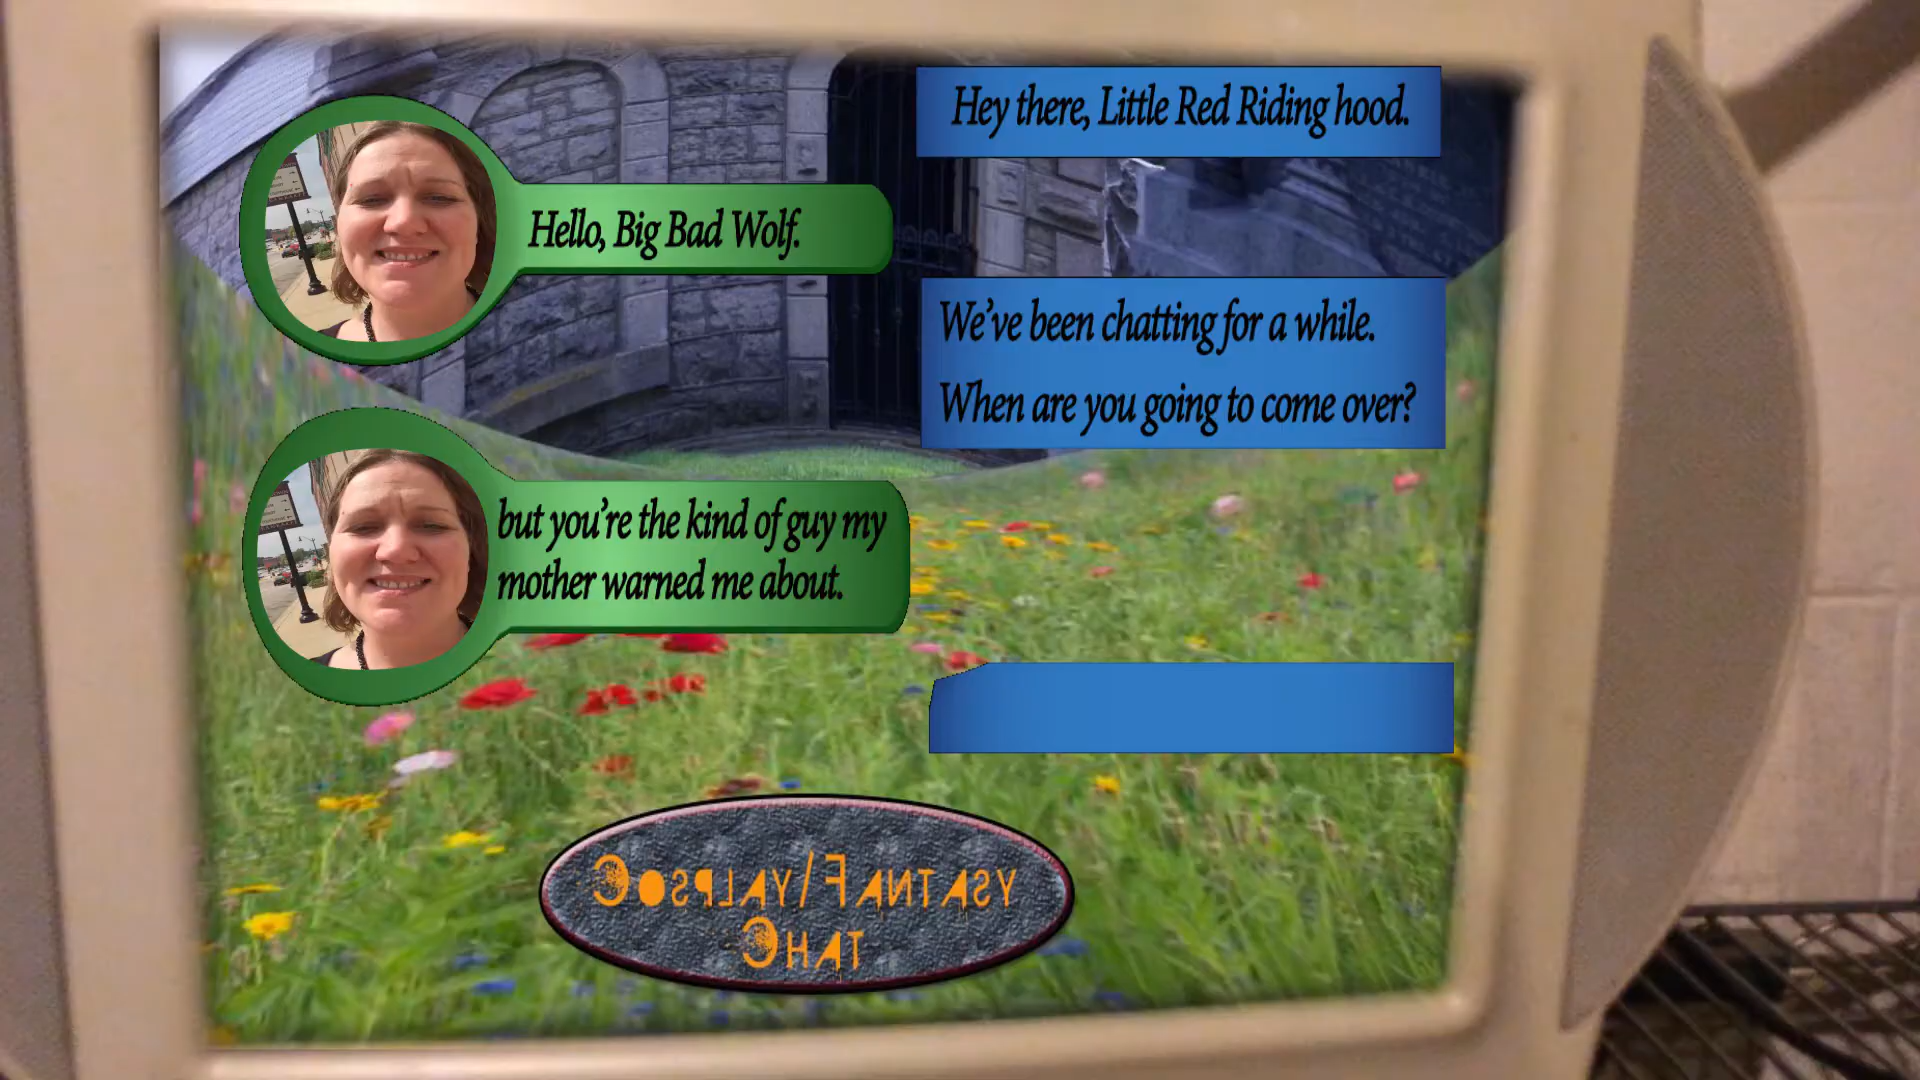 Hey there, Little Red Riding hood.
Hello, Big Bad Wolf.
We've been chatting for a while.
When are you going to come over?
but you're the kind of guy my
mother warned me about.
Cosplay/Fantasy
Chat